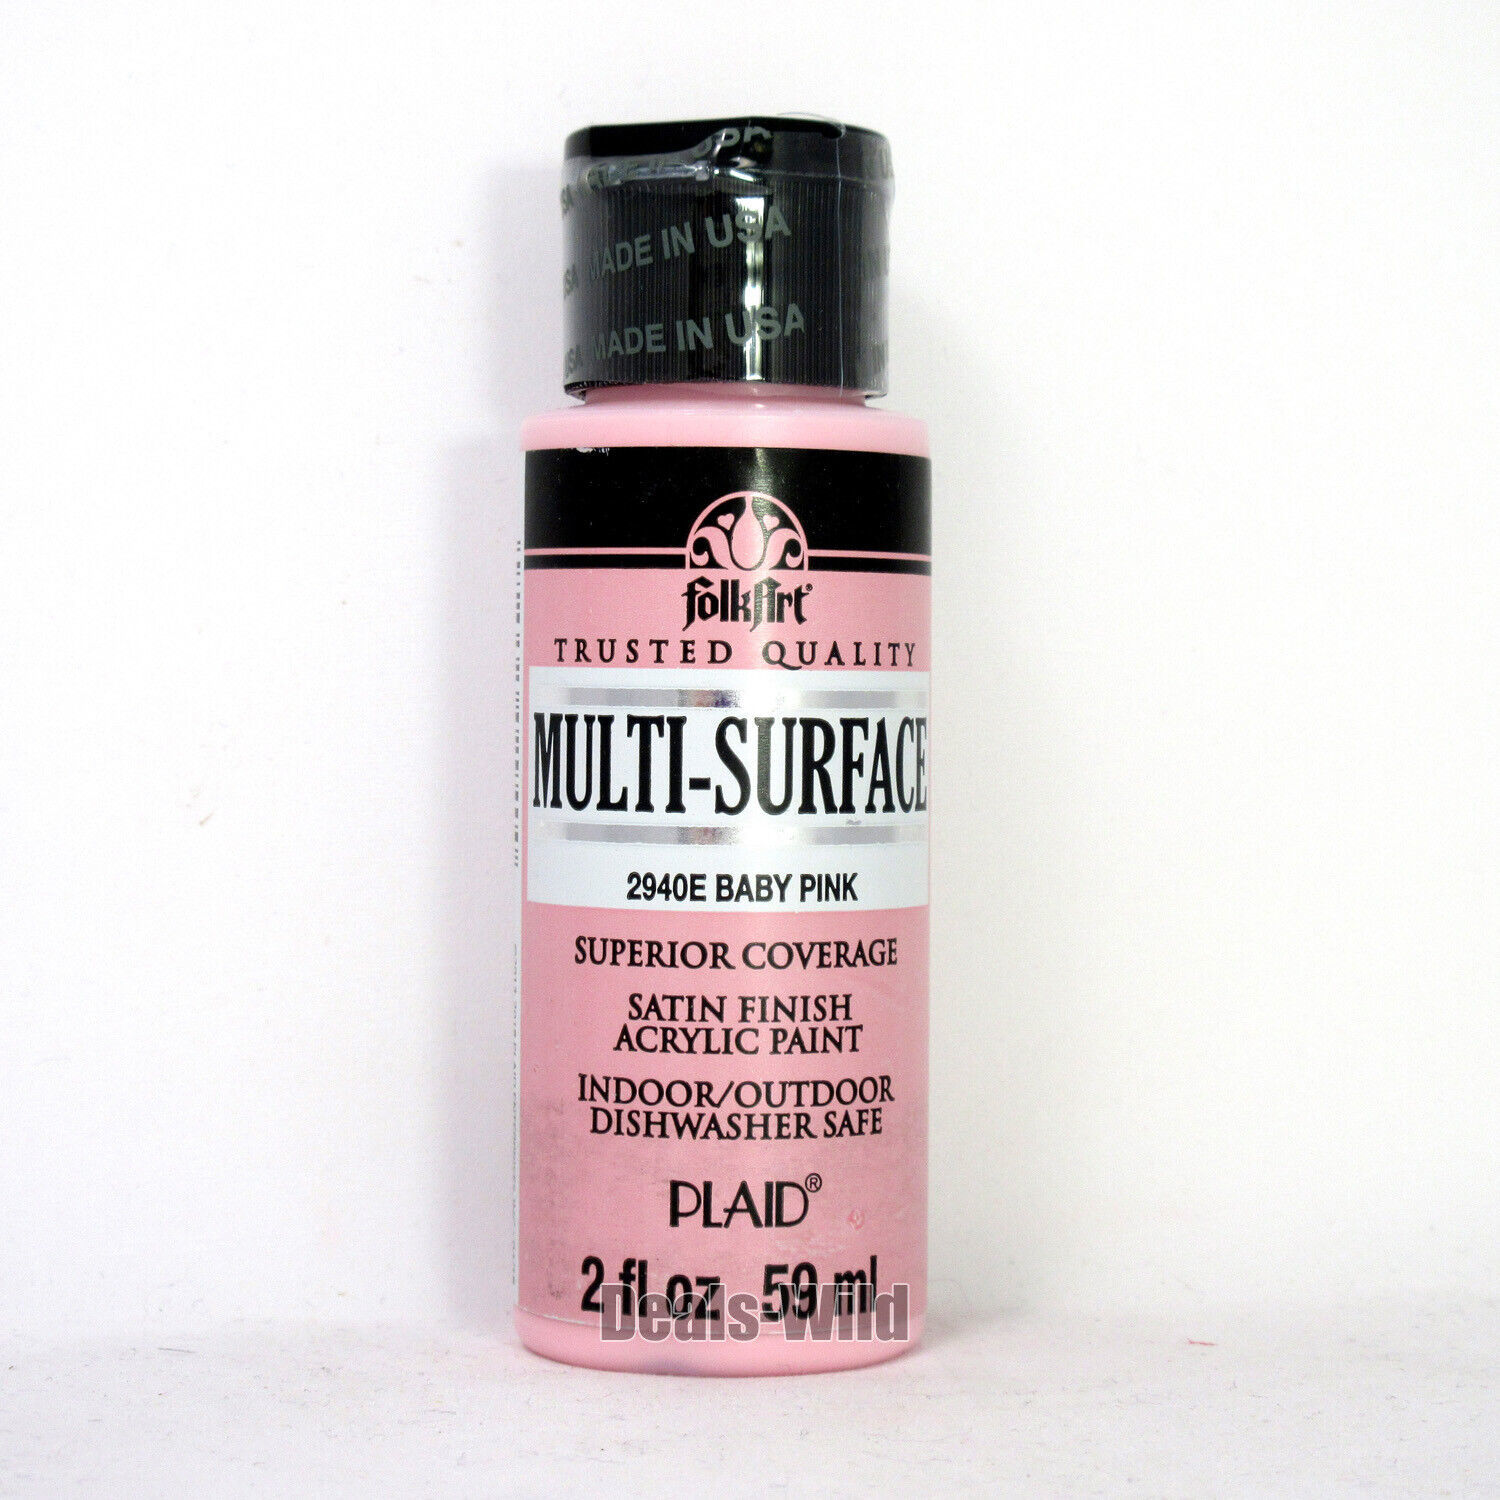 MADE IN USA
MADE IN USA
folkArt®
TRUSTED QUALITY
MULTI-SURFACE
2940E BABY PINK
SUPERIOR COVERAGE
SATIN FINISH
ACRYLIC PAINT
INDOOR/OUTDOOR
DISHWASHER SAFE
PLAID®
2 fl oz 59 ml
Deals-Wild